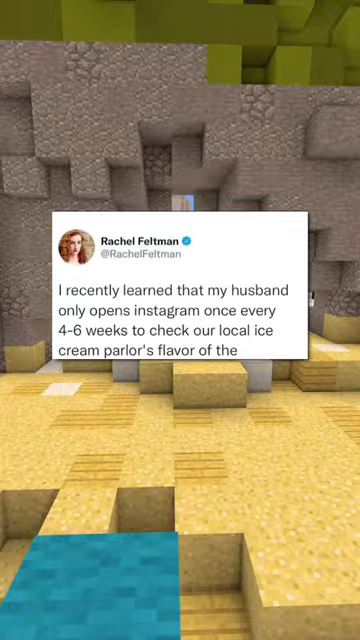 Rachel Feltman
@RachelFeltman
I recently learned that my husband
only opens instagram once every
4-6 weeks to check our local ice
cream parlor's flavor of the